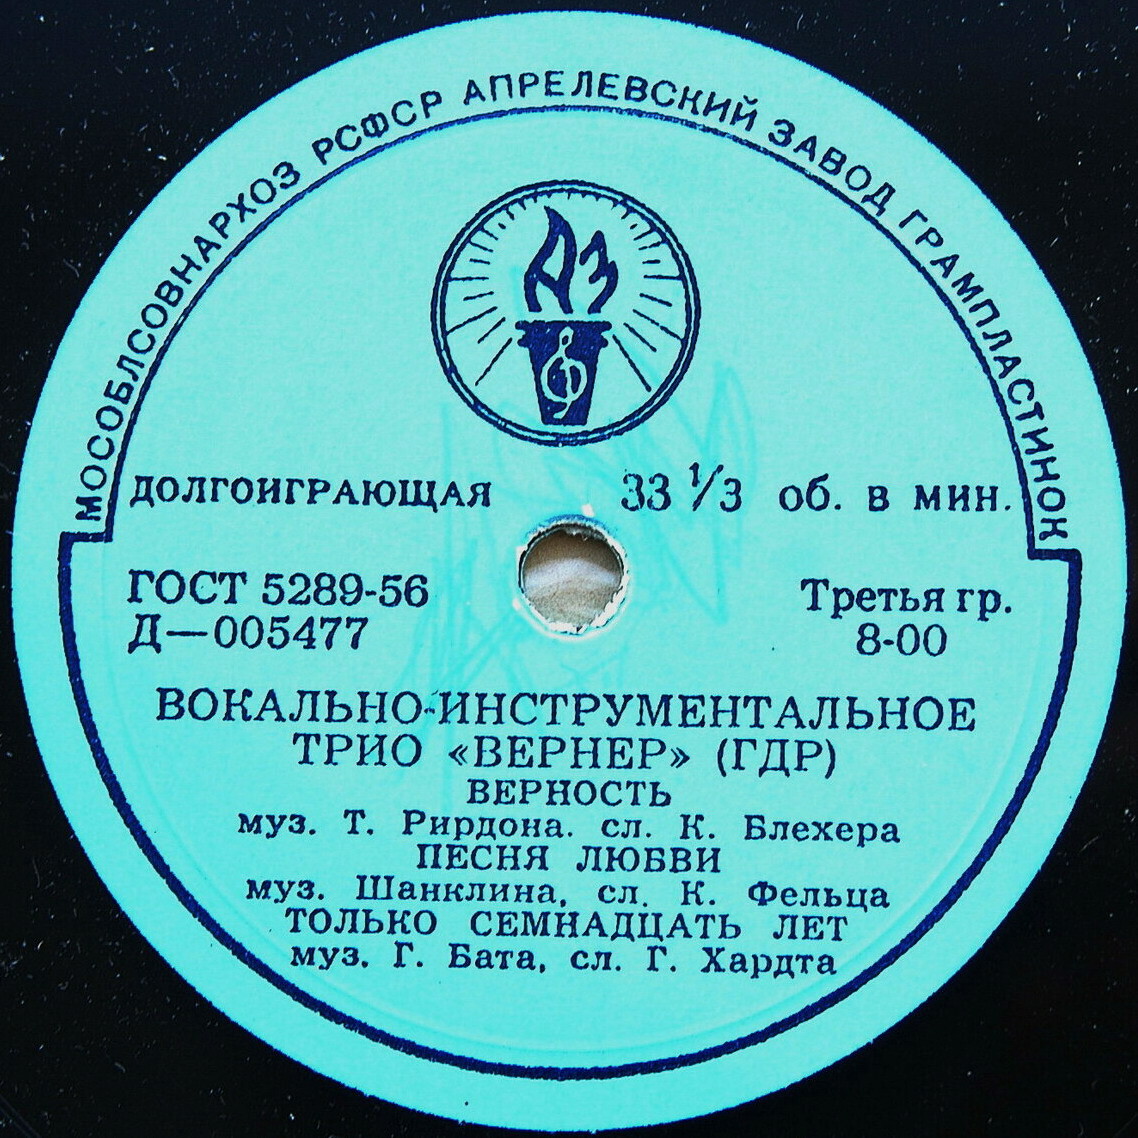 МОСОБЛСОВНАРХОЗ РСФСР АПРЕЛЕВСКИЙ ЗАВОД ГРАМПЛАСТИНОК
АЗ
ДОЛГОИГРАЮЩАЯ 33 1/3 об. в мин.
ГОСТ 5289-56 Третья гр.
Д—005477 8-00
ВОКАЛЬНО-ИНСТРУМЕНТАЛЬНОЕ
ТРИО «ВЕРНЕР» (ГДР)
ВЕРНОСТЬ
муз. Т. Рирдона. сл. К. Блехера
ПЕСНЯ ЛЮБВИ
муз. Шанклина, сл. К. Фельца
ТОЛЬКО СЕМНАДЦАТЬ ЛЕТ
муз. Г. Бата, сл. Г. Хардта